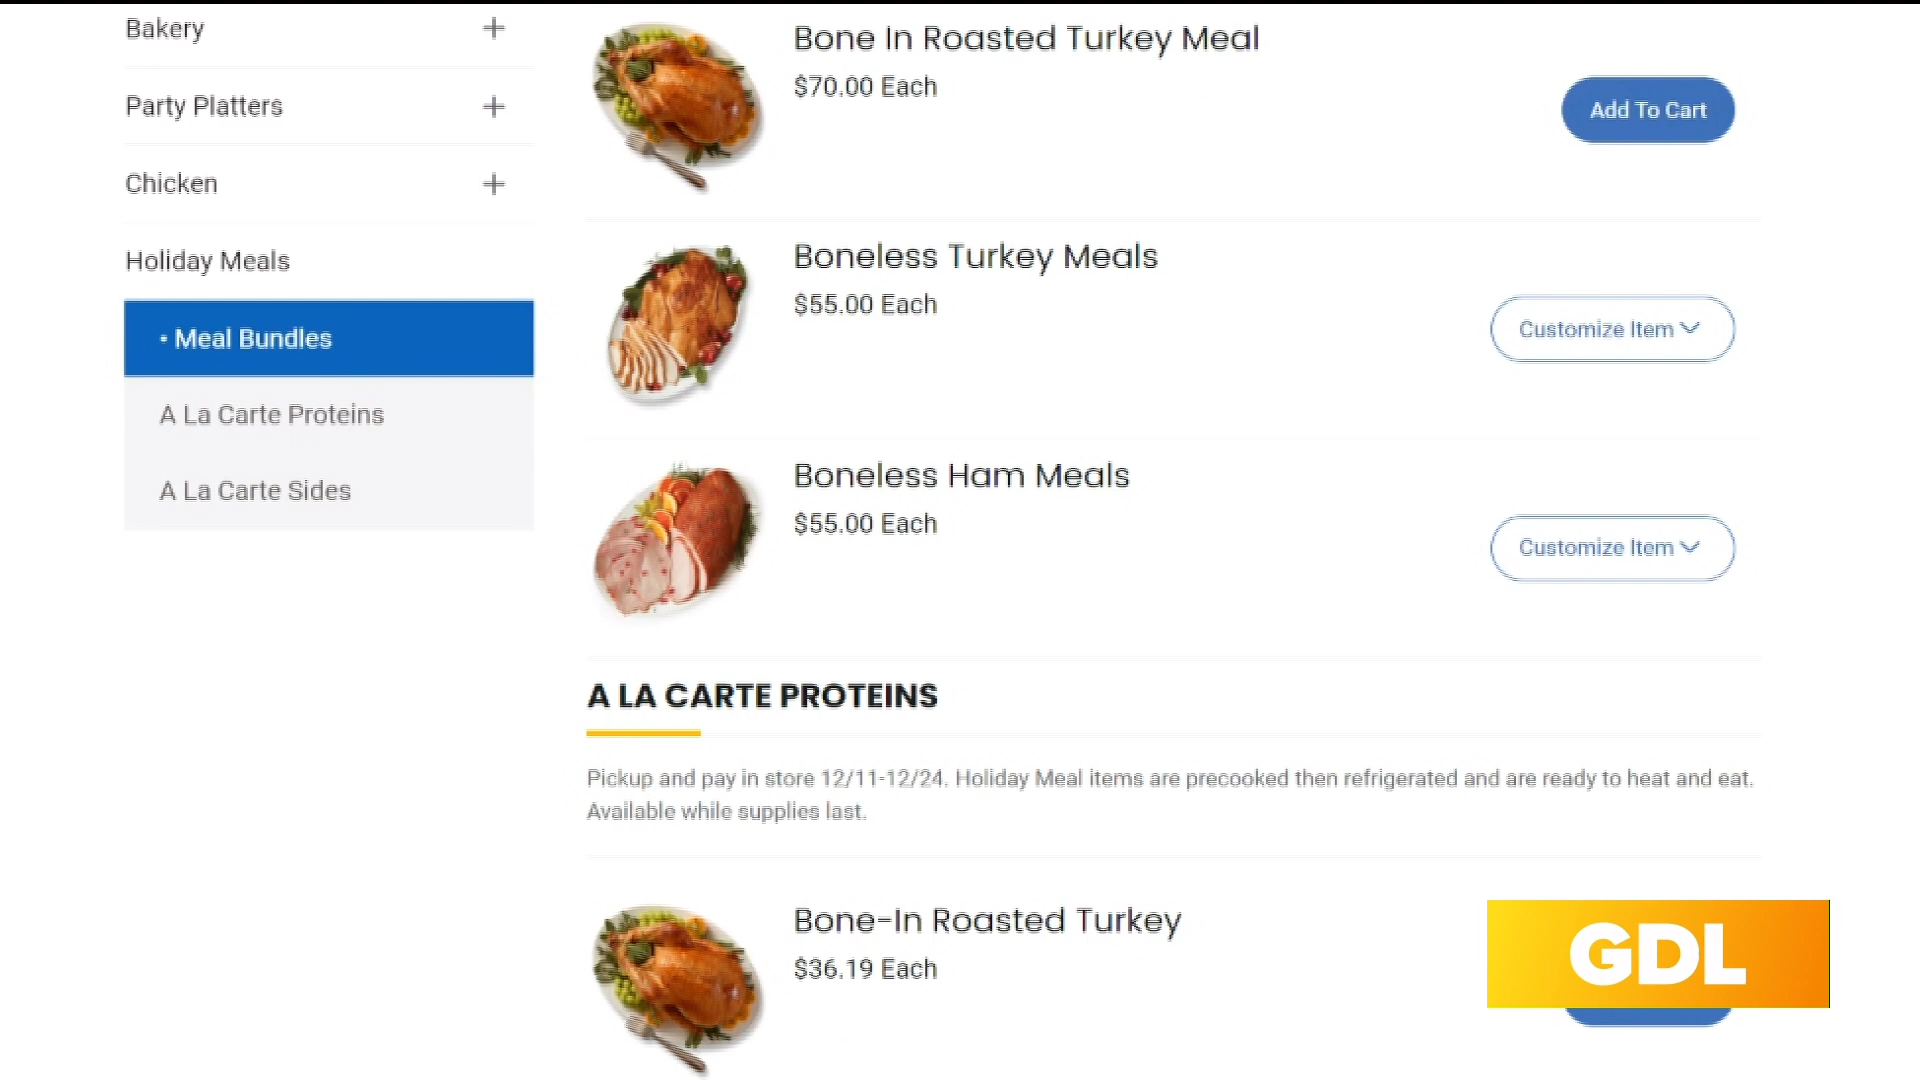 Bakery
Party Platters
Chicken
Holiday Meals
• Meal Bundles
A La Carte Proteins
A La Carte Sides
Bone In Roasted Turkey Meal
$70.00 Each
Add To Cart
Boneless Turkey Meals
$55.00 Each
Customize Item
Boneless Ham Meals
$55.00 Each
Customize Item
A LA CARTE PROTEINS
Pickup and pay in store 12/11-12/24. Holiday Meal items are precooked then refrigerated and are ready to heat and eat.
Available while supplies last.
Bone-In Roasted Turkey
$36.19 Each
GDL